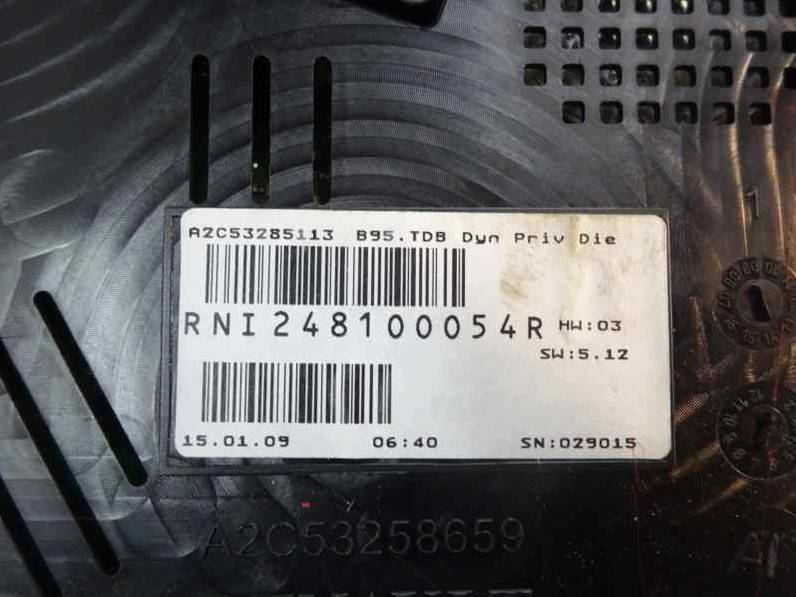 A2C53285113 B95.TDB Dyn Priv Die
RNI248100054R HW:03
SW:5.12
15.01.09 06:40 SN:029015
A2C53258659
1